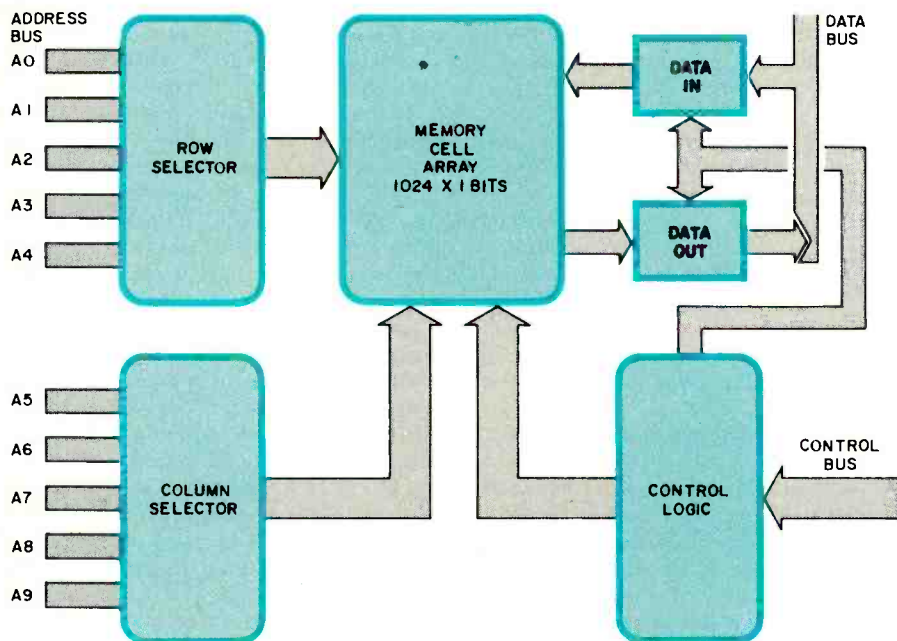 ADDRESS
BUS
A0
A1
A2
A3
A4
ROW
SELECTOR
MEMORY
CELL
ARRAY
1024 X 1 BITS
DATA
IN
DATA
OUT
DATA
BUS
A5
A6
A7
A8
A9
COLUMN
SELECTOR
CONTROL
LOGIC
CONTROL
BUS